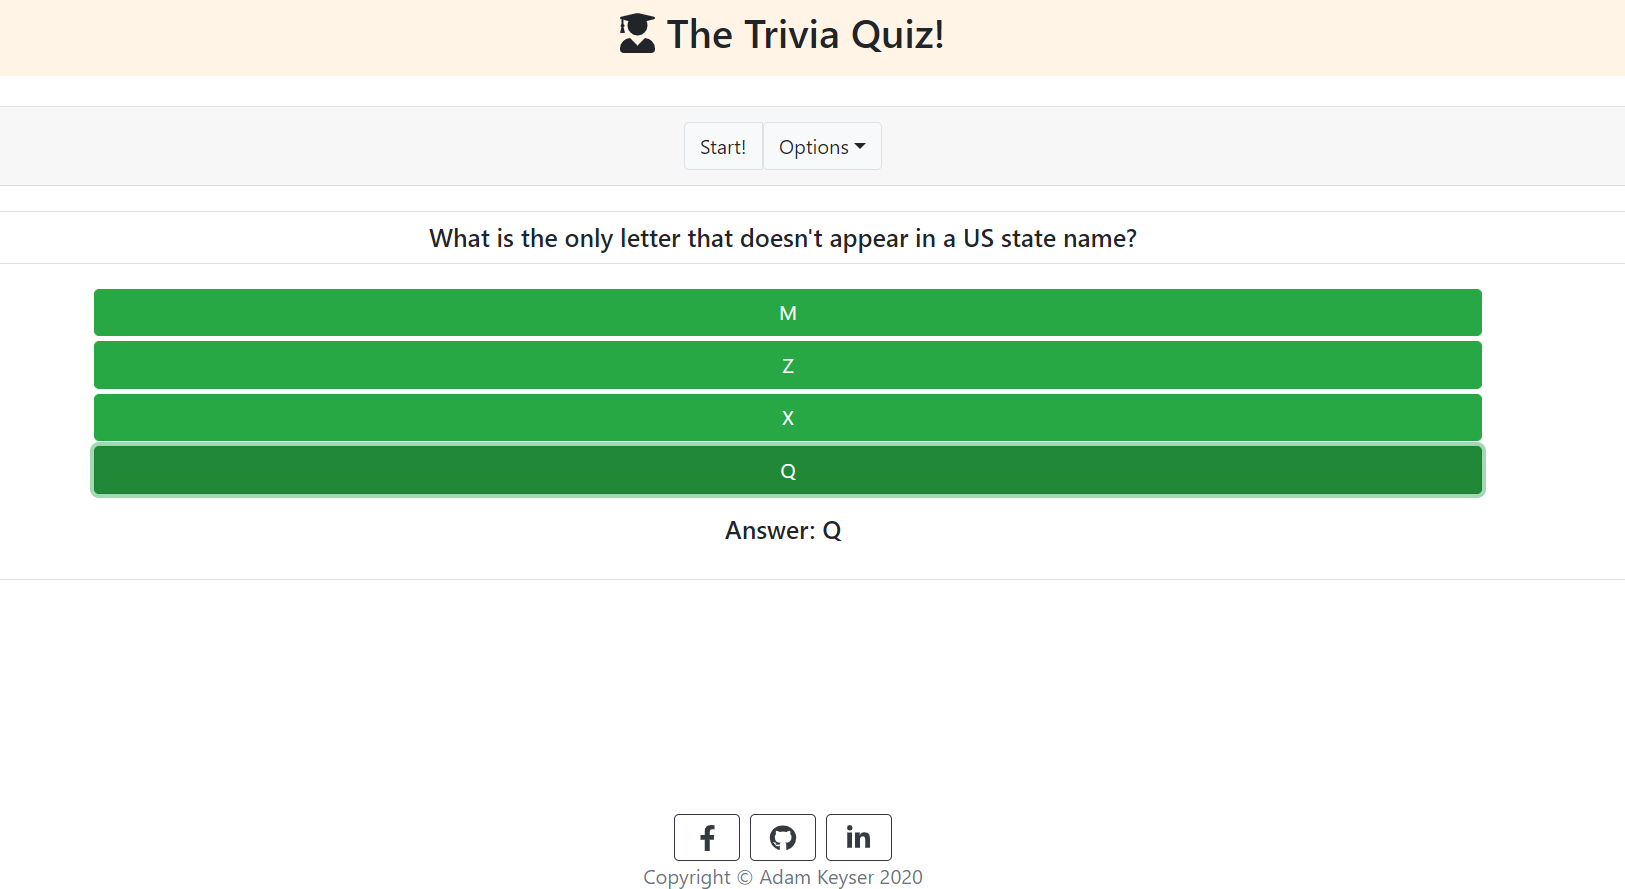 The Trivia Quiz!
Start! Options
What is the only letter that doesn't appear in a US state name?
M
Z
X
Q
Answer: Q
Copyright © Adam Keyser 2020